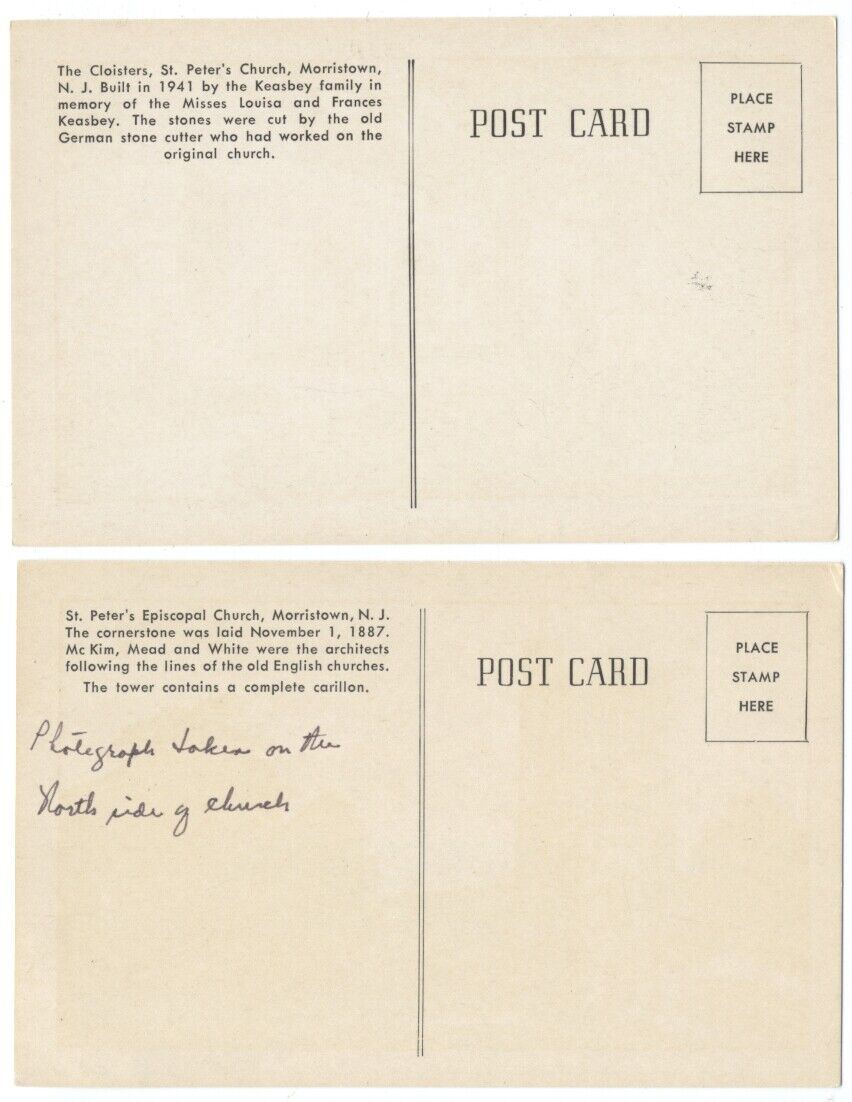 The Cloisters, St. Peter's Church, Morristown,
N. J. Built in 1941 by the Keasbey family in
memory of the Misses Louisa and Frances
Keasbey. The stones were cut by the old
German stone cutter who had worked on the
original church.
POST CARD
PLACE
STAMP
HERE
St. Peter's Episcopal Church, Morristown, N. J.
The cornerstone was laid November 1, 1887.
Mc Kim, Mead and White were the architects
following the lines of the old English churches.
The tower contains a complete carillon.
Photograph taken on the
North side of church
POST CARD
PLACE
STAMP
HERE